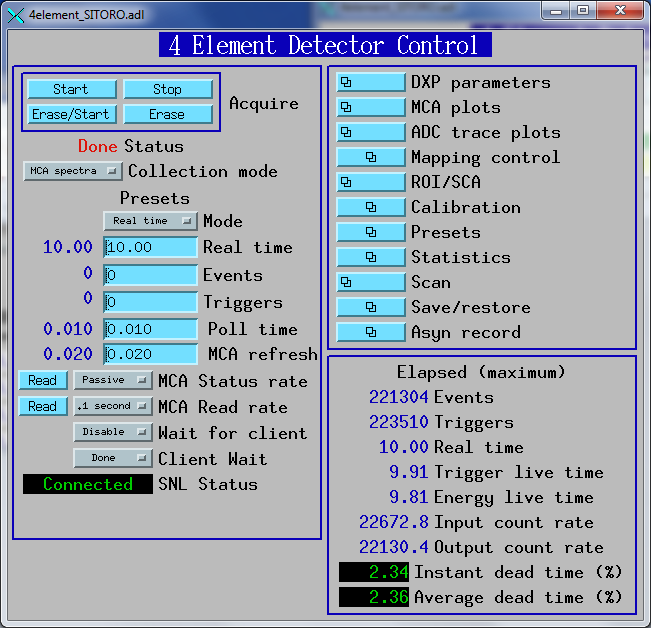 4element_SITORO.adl
4 Element Detector Control
Start Stop
Erase/Start Erase
Acquire
Done Status
MCA spectra Collection mode
Presets
Real time Mode
10.00 10.00 Real time
0 0 Events
0 0 Triggers
0.010 0.010 Poll time
0.020 0.020 MCA refresh
Read Passive MCA Status rate
Read .1 second MCA Read rate
Disable Wait for client
Done Client Wait
Connected SNL Status
DXP parameters
MCA plots
ADC trace plots
Mapping control
ROI/SCA
Calibration
Presets
Statistics
Scan
Save/restore
Asyn record
Elapsed (maximum)
221304 Events
223510 Triggers
10.00 Real time
9.91 Trigger live time
9.81 Energy live time
22672.8 Input count rate
22130.4 Output count rate
2.34 Instant dead time (%)
2.36 Average dead time (%)